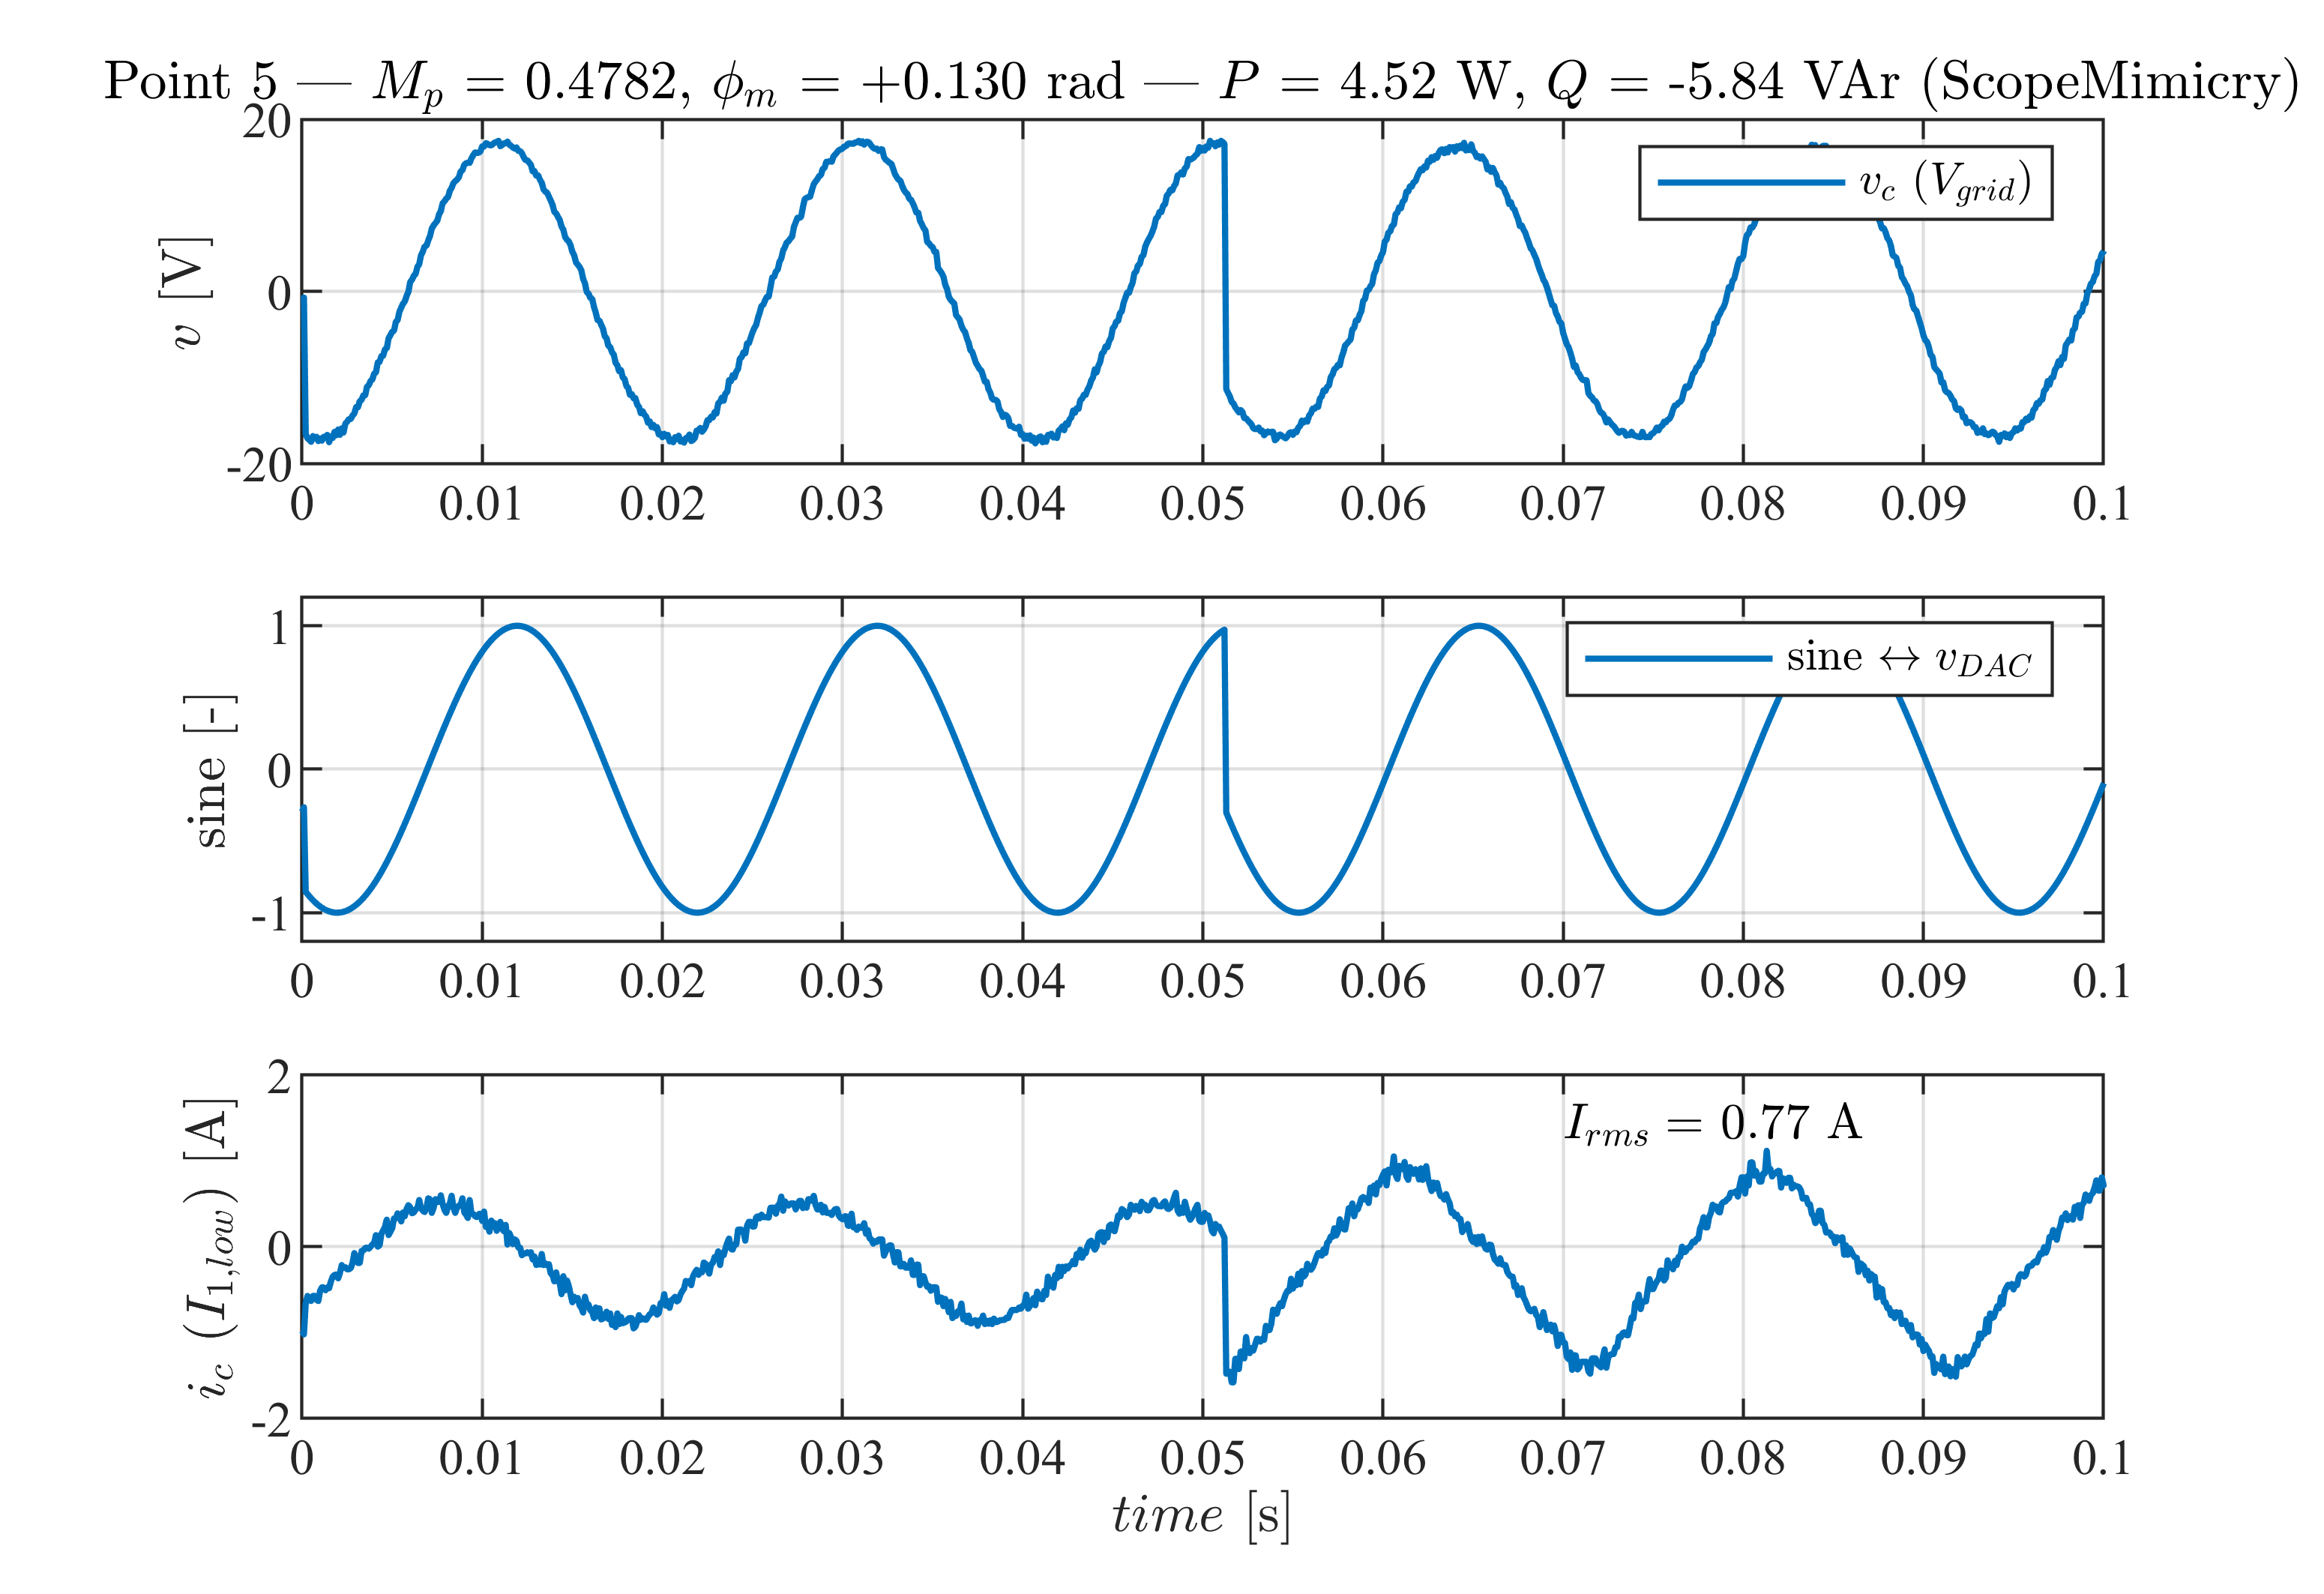 Point 5 — M_p = 0.4782, ϕ_m = +0.130 rad — P = 4.52 W, Q = -5.84 VAr (ScopeMimicry)
v [V]
20
0
-20
v_c (V_grid)
0 0.01 0.02 0.03 0.04 0.05 0.06 0.07 0.08 0.09 0.1
sine [-]
1
0
-1
sine ↔ v_DAC
0 0.01 0.02 0.03 0.04 0.05 0.06 0.07 0.08 0.09 0.1
i_c (I_1,low) [A]
2
0
-2
I_rms = 0.77 A
0 0.01 0.02 0.03 0.04 0.05 0.06 0.07 0.08 0.09 0.1
time [s]